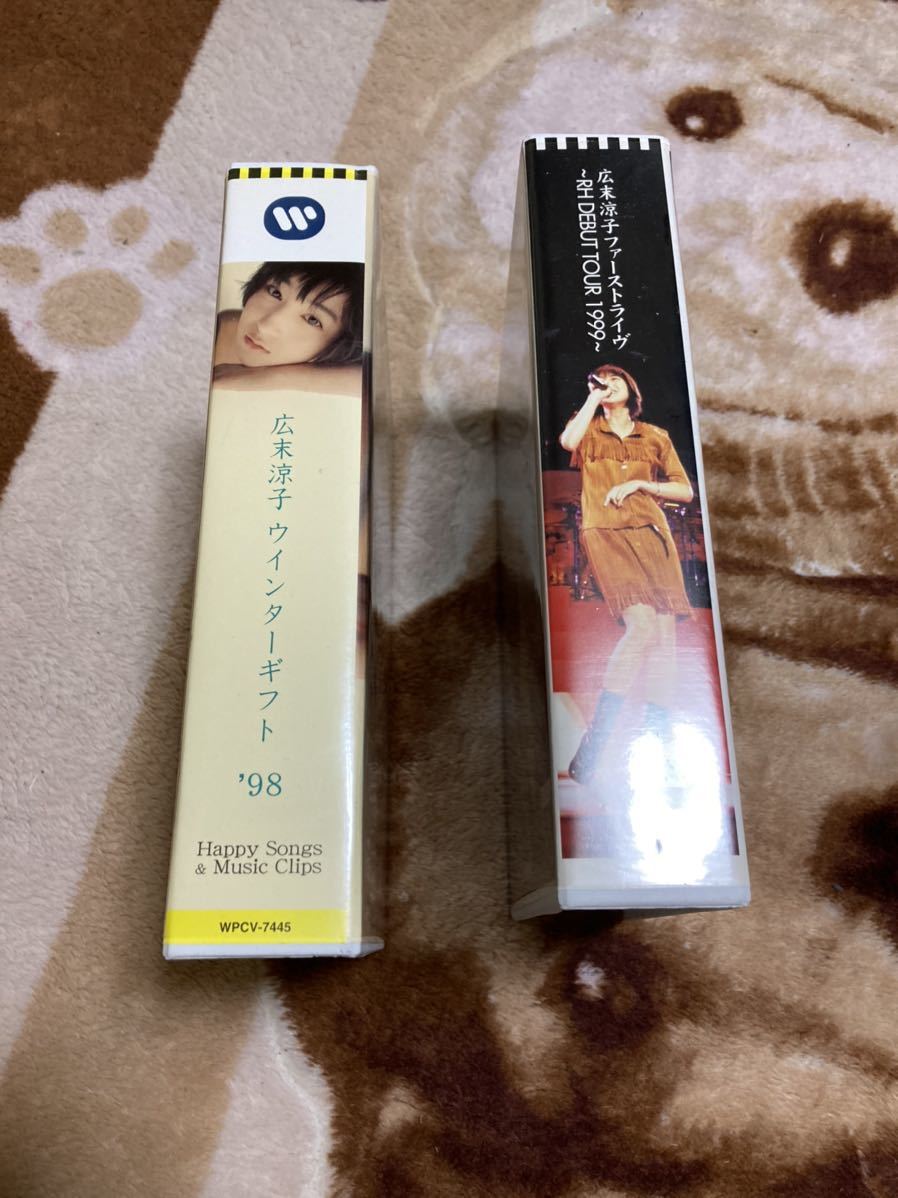 広末涼子 ウインターギフト
'98
Happy Songs
& Music Clips
WPCV-7445
広末涼子ファーストライヴ
~RH DEBUT TOUR 1999~